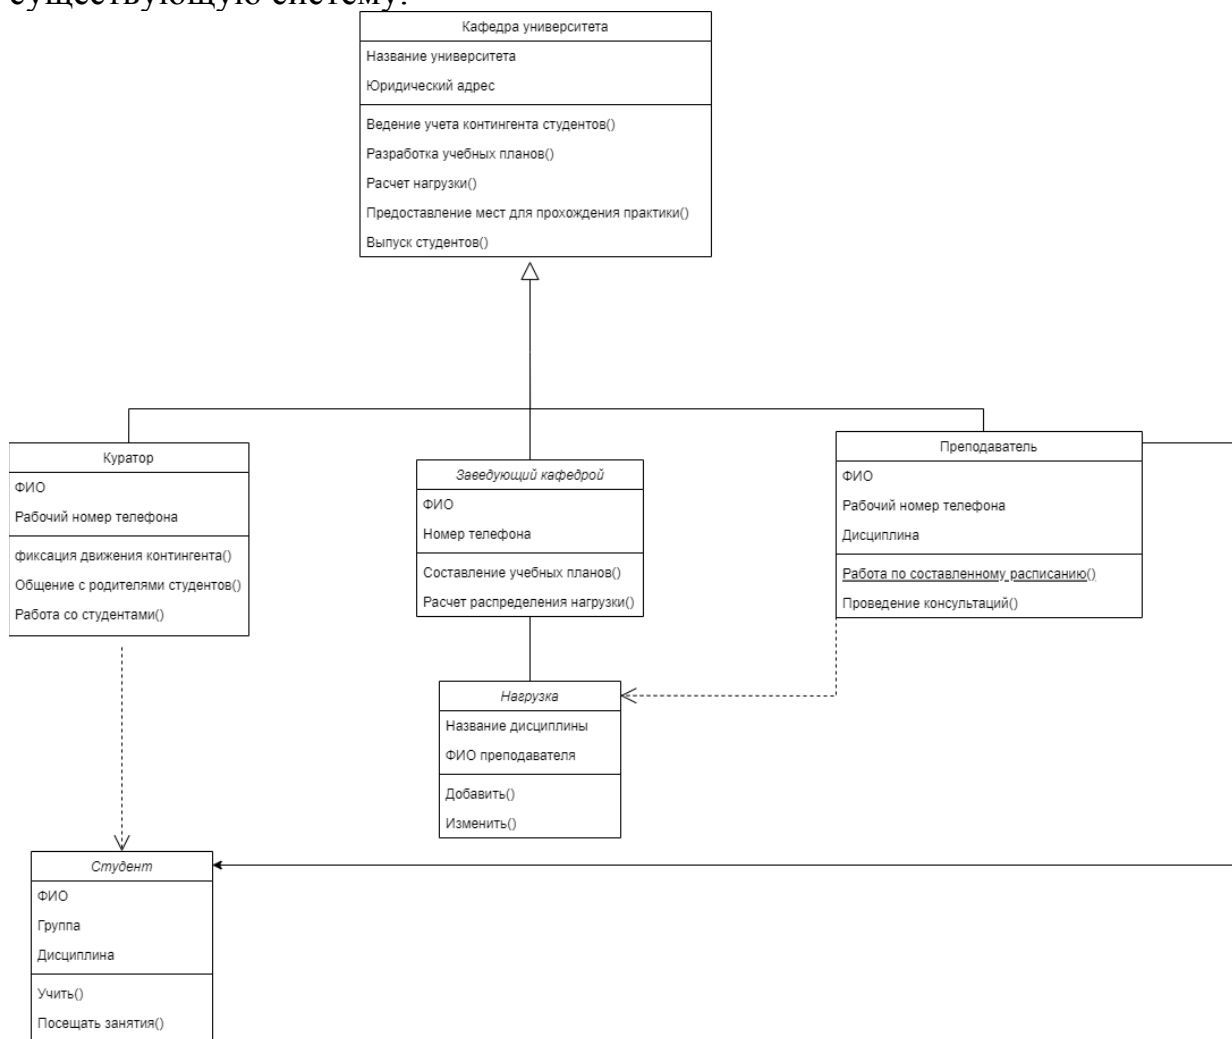 существующую систему.
Кафедра университета
Название университета
Юридический адрес
Ведение учета контингента студентов()
Разработка учебных планов()
Расчет нагрузки()
Предоставление мест для прохождения практики()
Выпуск студентов()
Куратор
ФИО
Рабочий номер телефона
фиксация движения контингента()
Общение с родителями студентов()
Работа со студентами()
Заведующий кафедрой
ФИО
Номер телефона
Составление учебных планов()
Расчет распределения нагрузки()
Преподаватель
ФИО
Рабочий номер телефона
Дисциплина
Работа по составленному расписанию()
Проведение консультаций()
Нагрузка
Название дисциплины
ФИО преподавателя
Добавить()
Изменить()
Студент
ФИО
Группа
Дисциплина
Учить()
Посещать занятия()